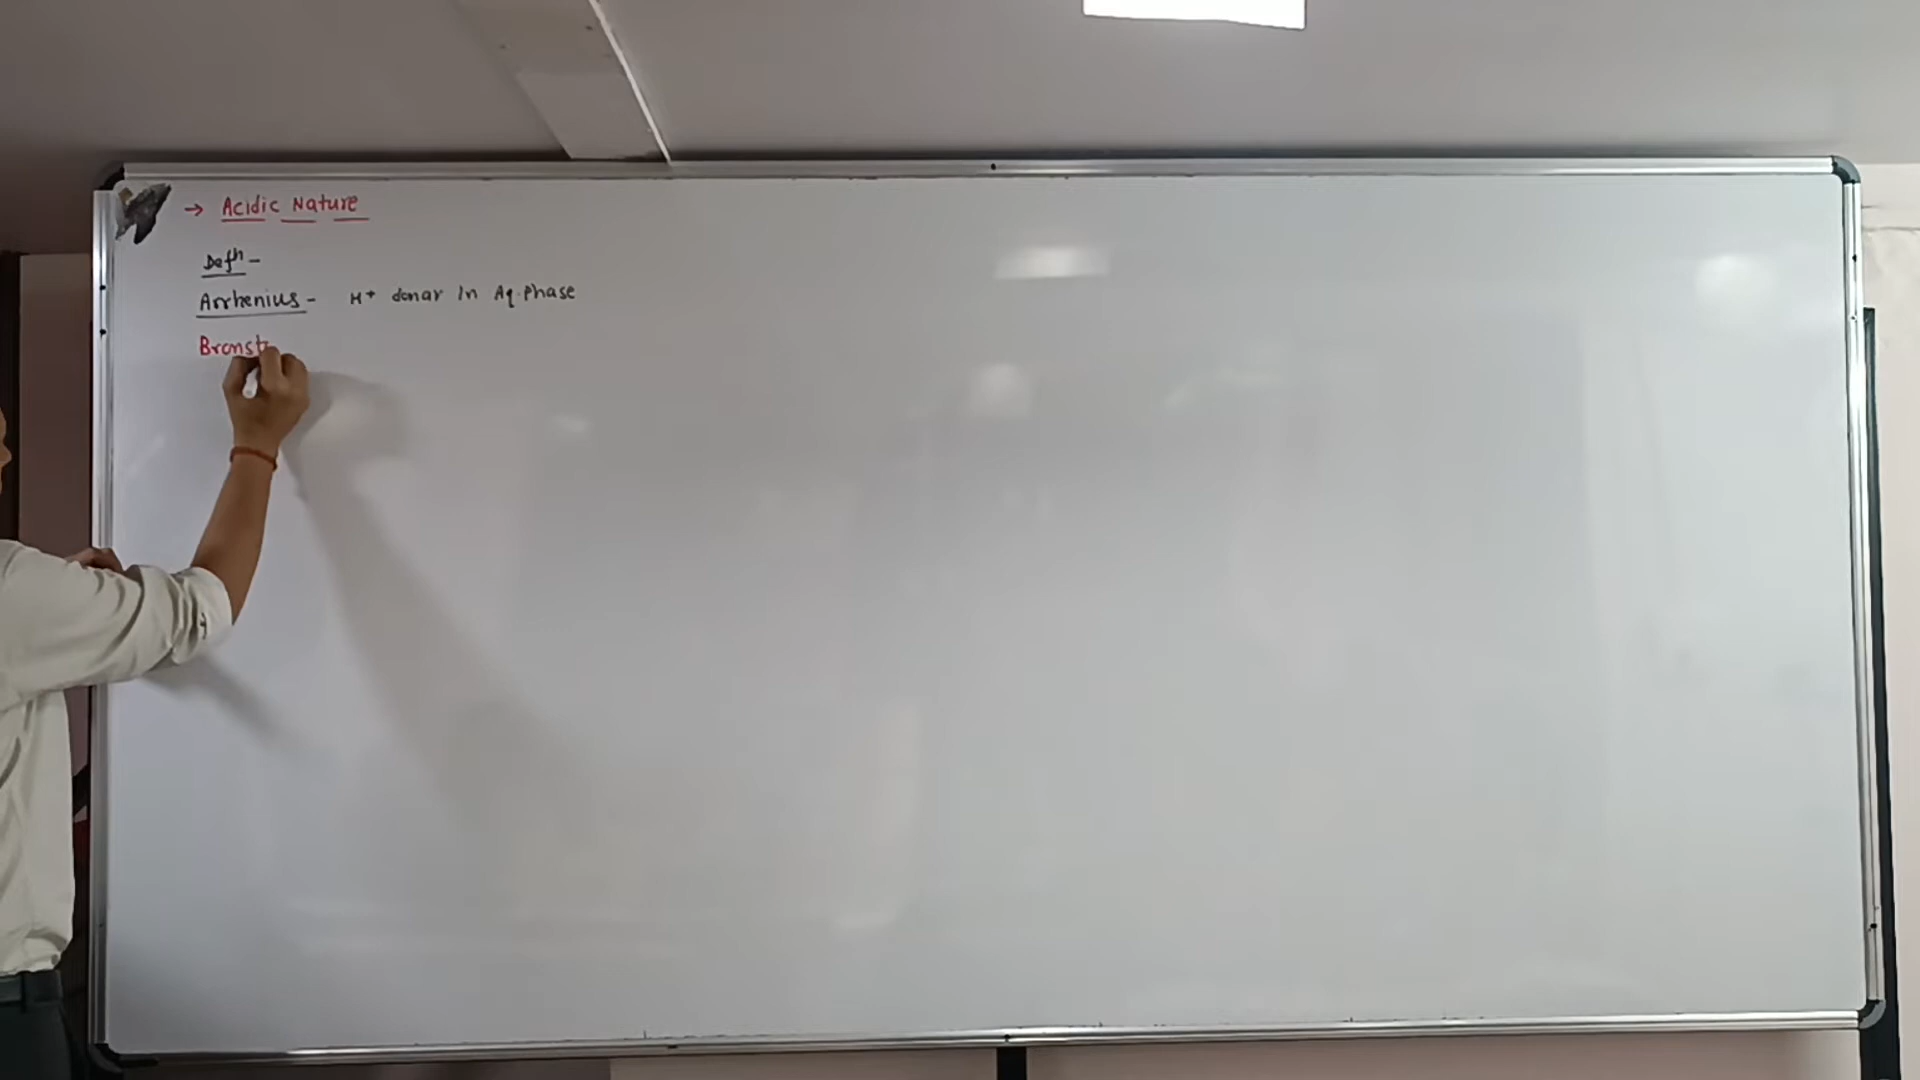 → Acidic Nature
Defn -
Arrhenius - H+ donar In Aq. Phase
Bronst